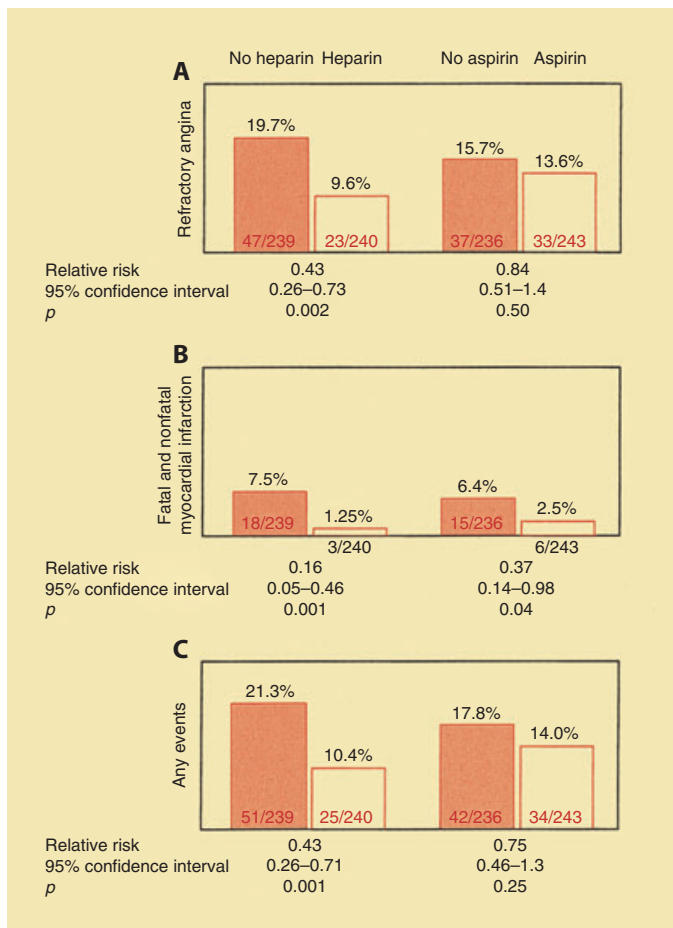 No heparin Heparin No aspirin Aspirin
A
Refractory angina
19.7% 9.6% 15.7% 13.6%
47/239 23/240 37/236 33/243
Relative risk 0.43 0.84
95% confidence interval 0.26–0.73 0.51–1.4
p 0.002 0.50
B
Fatal and nonfatal
myocardial infarction
7.5% 1.25% 6.4% 2.5%
18/239 3/240 15/236 6/243
Relative risk 0.16 0.37
95% confidence interval 0.05–0.46 0.14–0.98
p 0.001 0.04
C
Any events
21.3% 10.4% 17.8% 14.0%
51/239 25/240 42/236 34/243
Relative risk 0.43 0.75
95% confidence interval 0.26–0.71 0.46–1.3
p 0.001 0.25